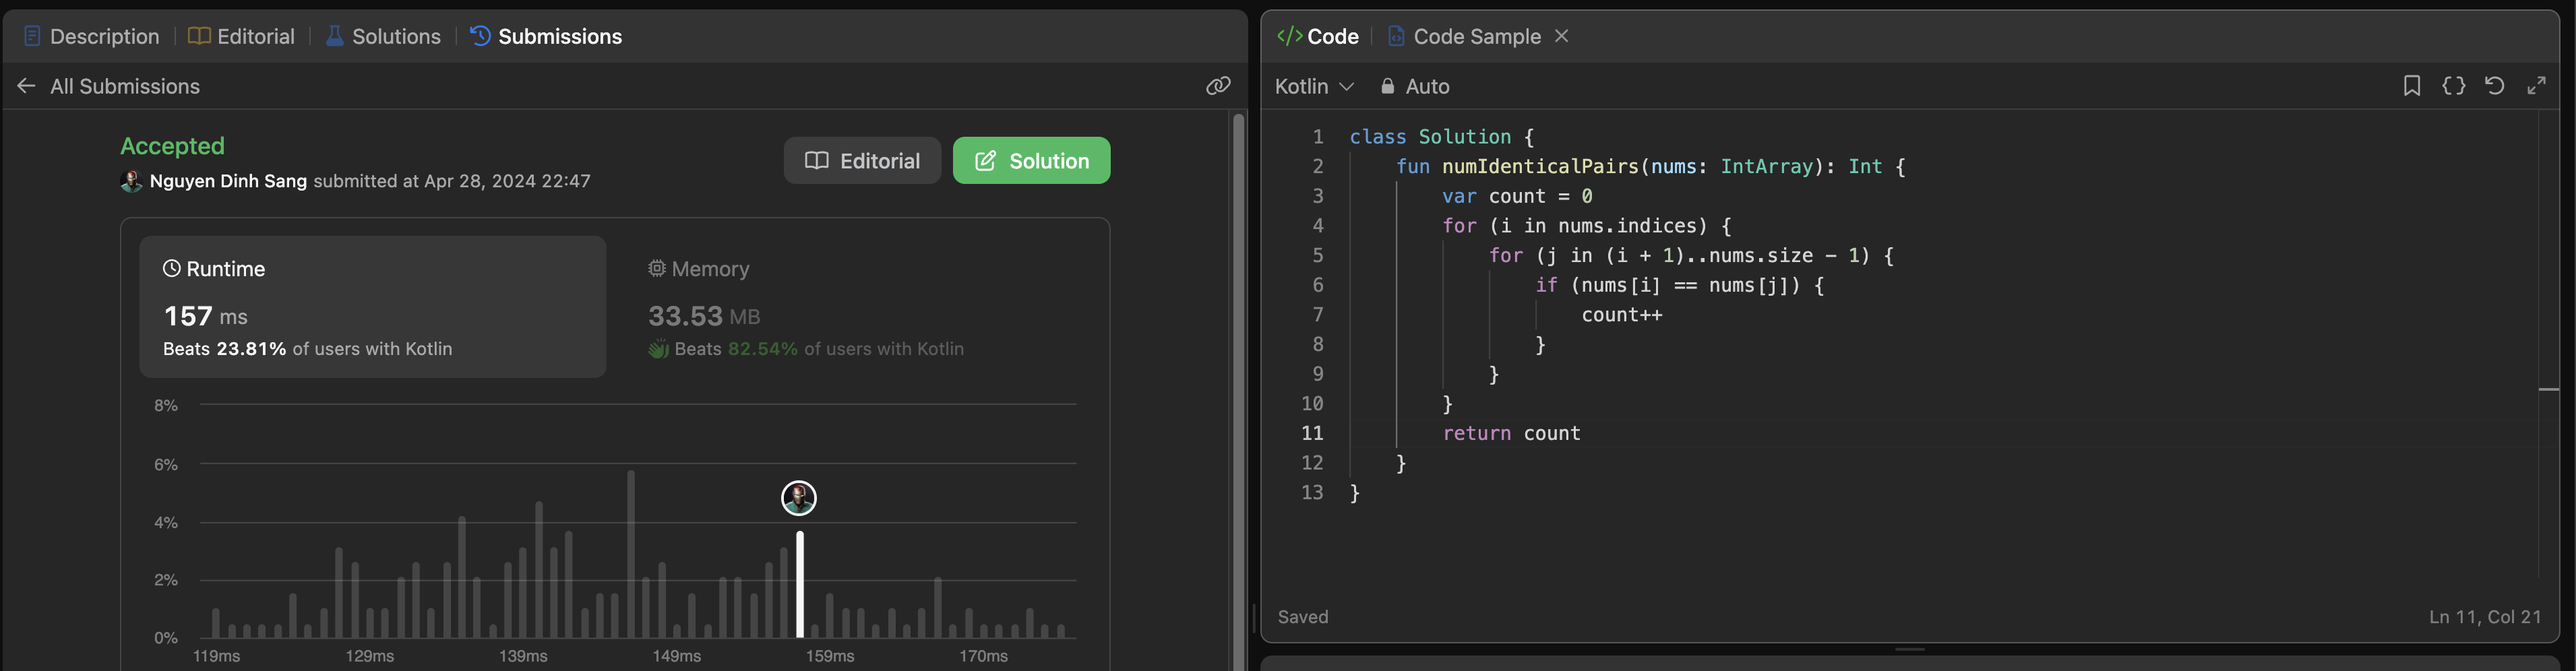 Description
Editorial
Solutions
Submissions
All Submissions
Accepted
Nguyen Dinh Sang submitted at Apr 28, 2024 22:47
Editorial
Solution
Runtime
157 ms
Beats 23.81% of users with Kotlin
Memory
33.53 MB
Beats 82.54% of users with Kotlin
8%
6%
4%
2%
0%
119ms 129ms 139ms 149ms 159ms 170ms
</> Code
Code Sample
Kotlin
Auto
1 class Solution {
2     fun numIdenticalPairs(nums: IntArray): Int {
3         var count = 0
4         for (i in nums.indices) {
5             for (j in (i + 1)..nums.size - 1) {
6                 if (nums[i] == nums[j]) {
7                     count++
8                 }
9             }
10         }
11         return count
12     }
13 }
Saved
Ln 11, Col 21